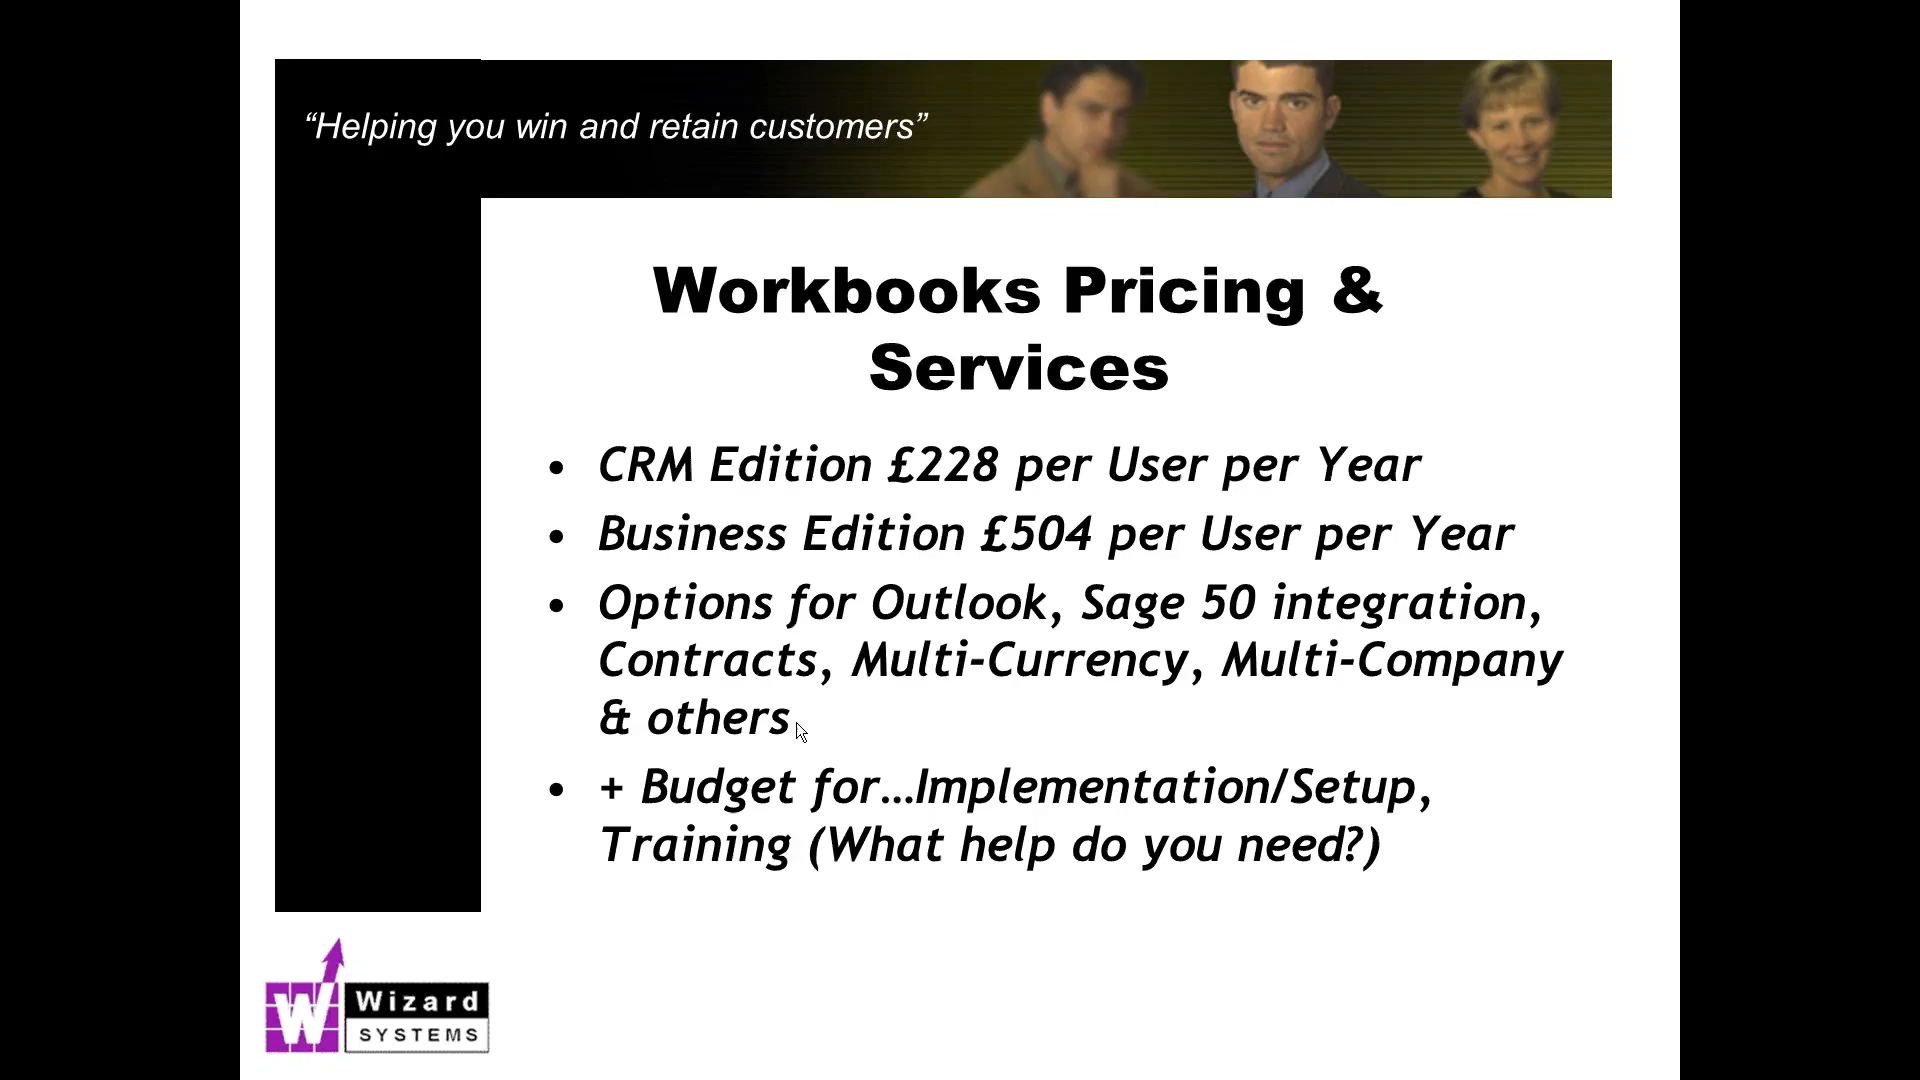 “Helping you win and retain customers”
Workbooks Pricing &
Services
• CRM Edition £228 per User per Year
• Business Edition £504 per User per Year
• Options for Outlook, Sage 50 integration,
Contracts, Multi-Currency, Multi-Company
& others
• + Budget for…Implementation/Setup,
Training (What help do you need?)
W
Wizard
SYSTEMS